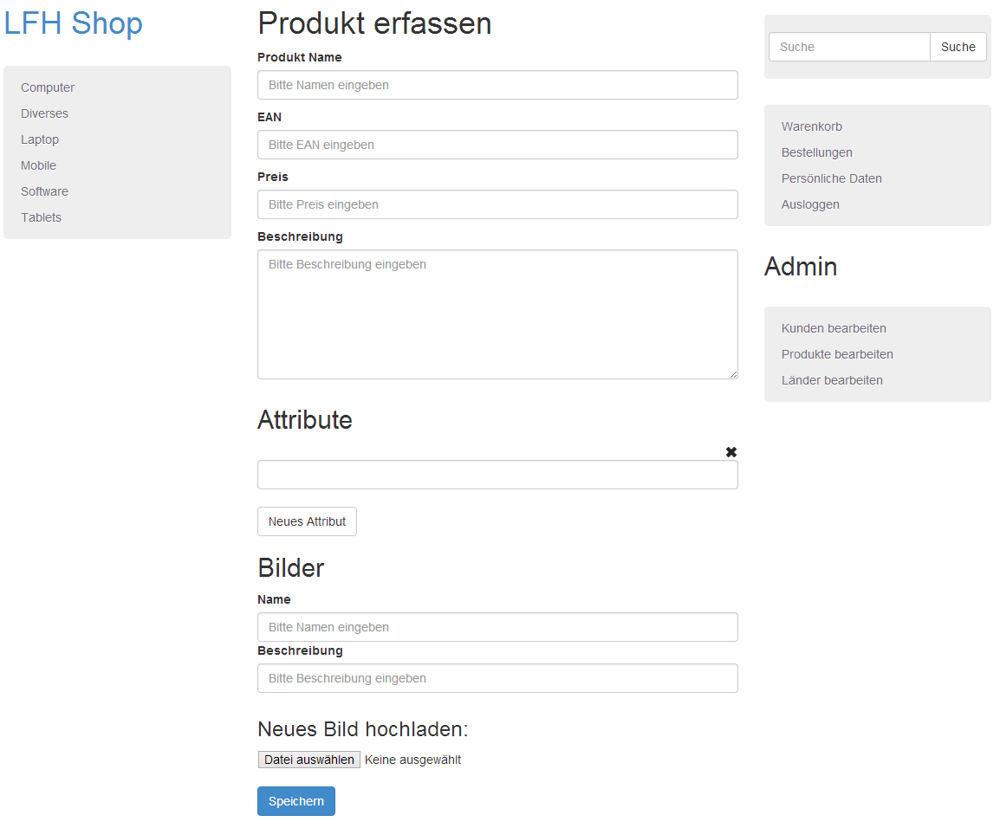 LFH Shop
Computer
Diverses
Laptop
Mobile
Software
Tablets
Produkt erfassen
Produkt Name
Bitte Namen eingeben
EAN
Bitte EAN eingeben
Preis
Bitte Preis eingeben
Beschreibung
Bitte Beschreibung eingeben
Attribute
Neues Attribut
Bilder
Name
Bitte Namen eingeben
Beschreibung
Bitte Beschreibung eingeben
Neues Bild hochladen:
Datei auswählen Keine ausgewählt
Speichern
Suche Suche
Warenkorb
Bestellungen
Persönliche Daten
Ausloggen
Admin
Kunden bearbeiten
Produkte bearbeiten
Länder bearbeiten